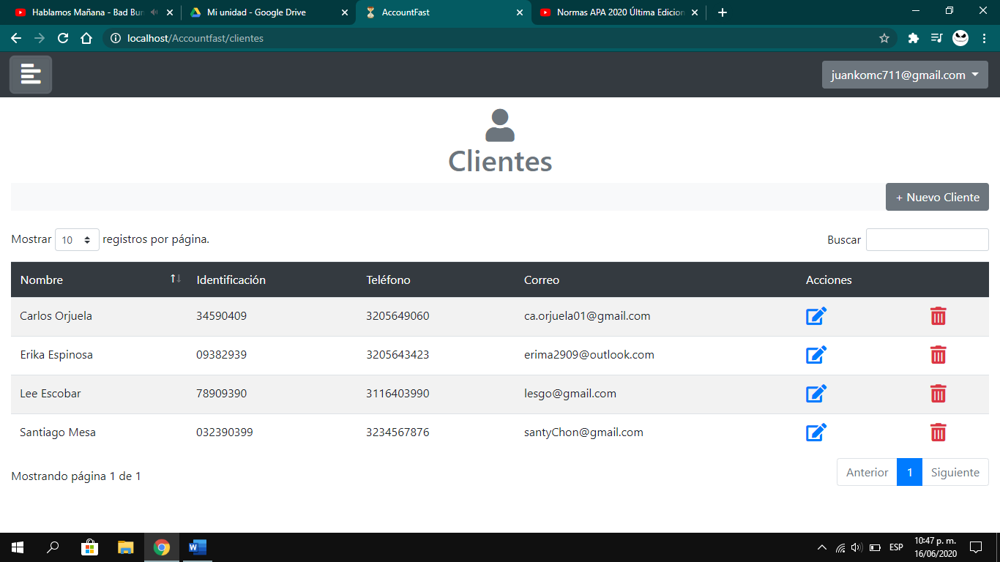 Hablamos Mañana - Bad Bun
Mi unidad - Google Drive
AccountFast
Normas APA 2020 Última Edicion
localhost/Accountfast/clientes
juankomc711@gmail.com
Clientes
+ Nuevo Cliente
Mostrar 10 registros por página.
Buscar
Nombre Identificación Teléfono Correo Acciones
Carlos Orjuela 34590409 3205649060 ca.orjuela01@gmail.com
Erika Espinosa 09382939 3205643423 erima2909@outlook.com
Lee Escobar 78909390 3116403990 lesgo@gmail.com
Santiago Mesa 032390399 3234567876 santyChon@gmail.com
Mostrando página 1 de 1
Anterior 1 Siguiente
ESP
10:47 p. m.
16/06/2020